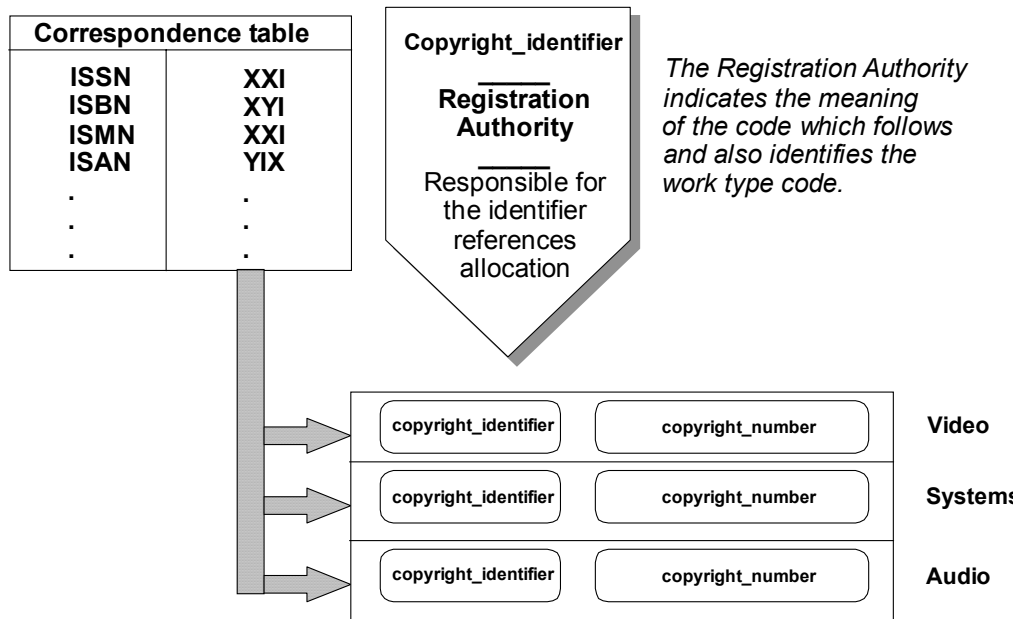 Correspondence table
ISSN XXI
ISBN XYI
ISMN XXI
ISAN YIX
. .
. .
. .
Copyright_identifier
Registration
Authority
Responsible for
the identifier
references
allocation
The Registration Authority
indicates the meaning
of the code which follows
and also identifies the
work type code.
copyright_identifier copyright_number Video
copyright_identifier copyright_number Systems
copyright_identifier copyright_number Audio